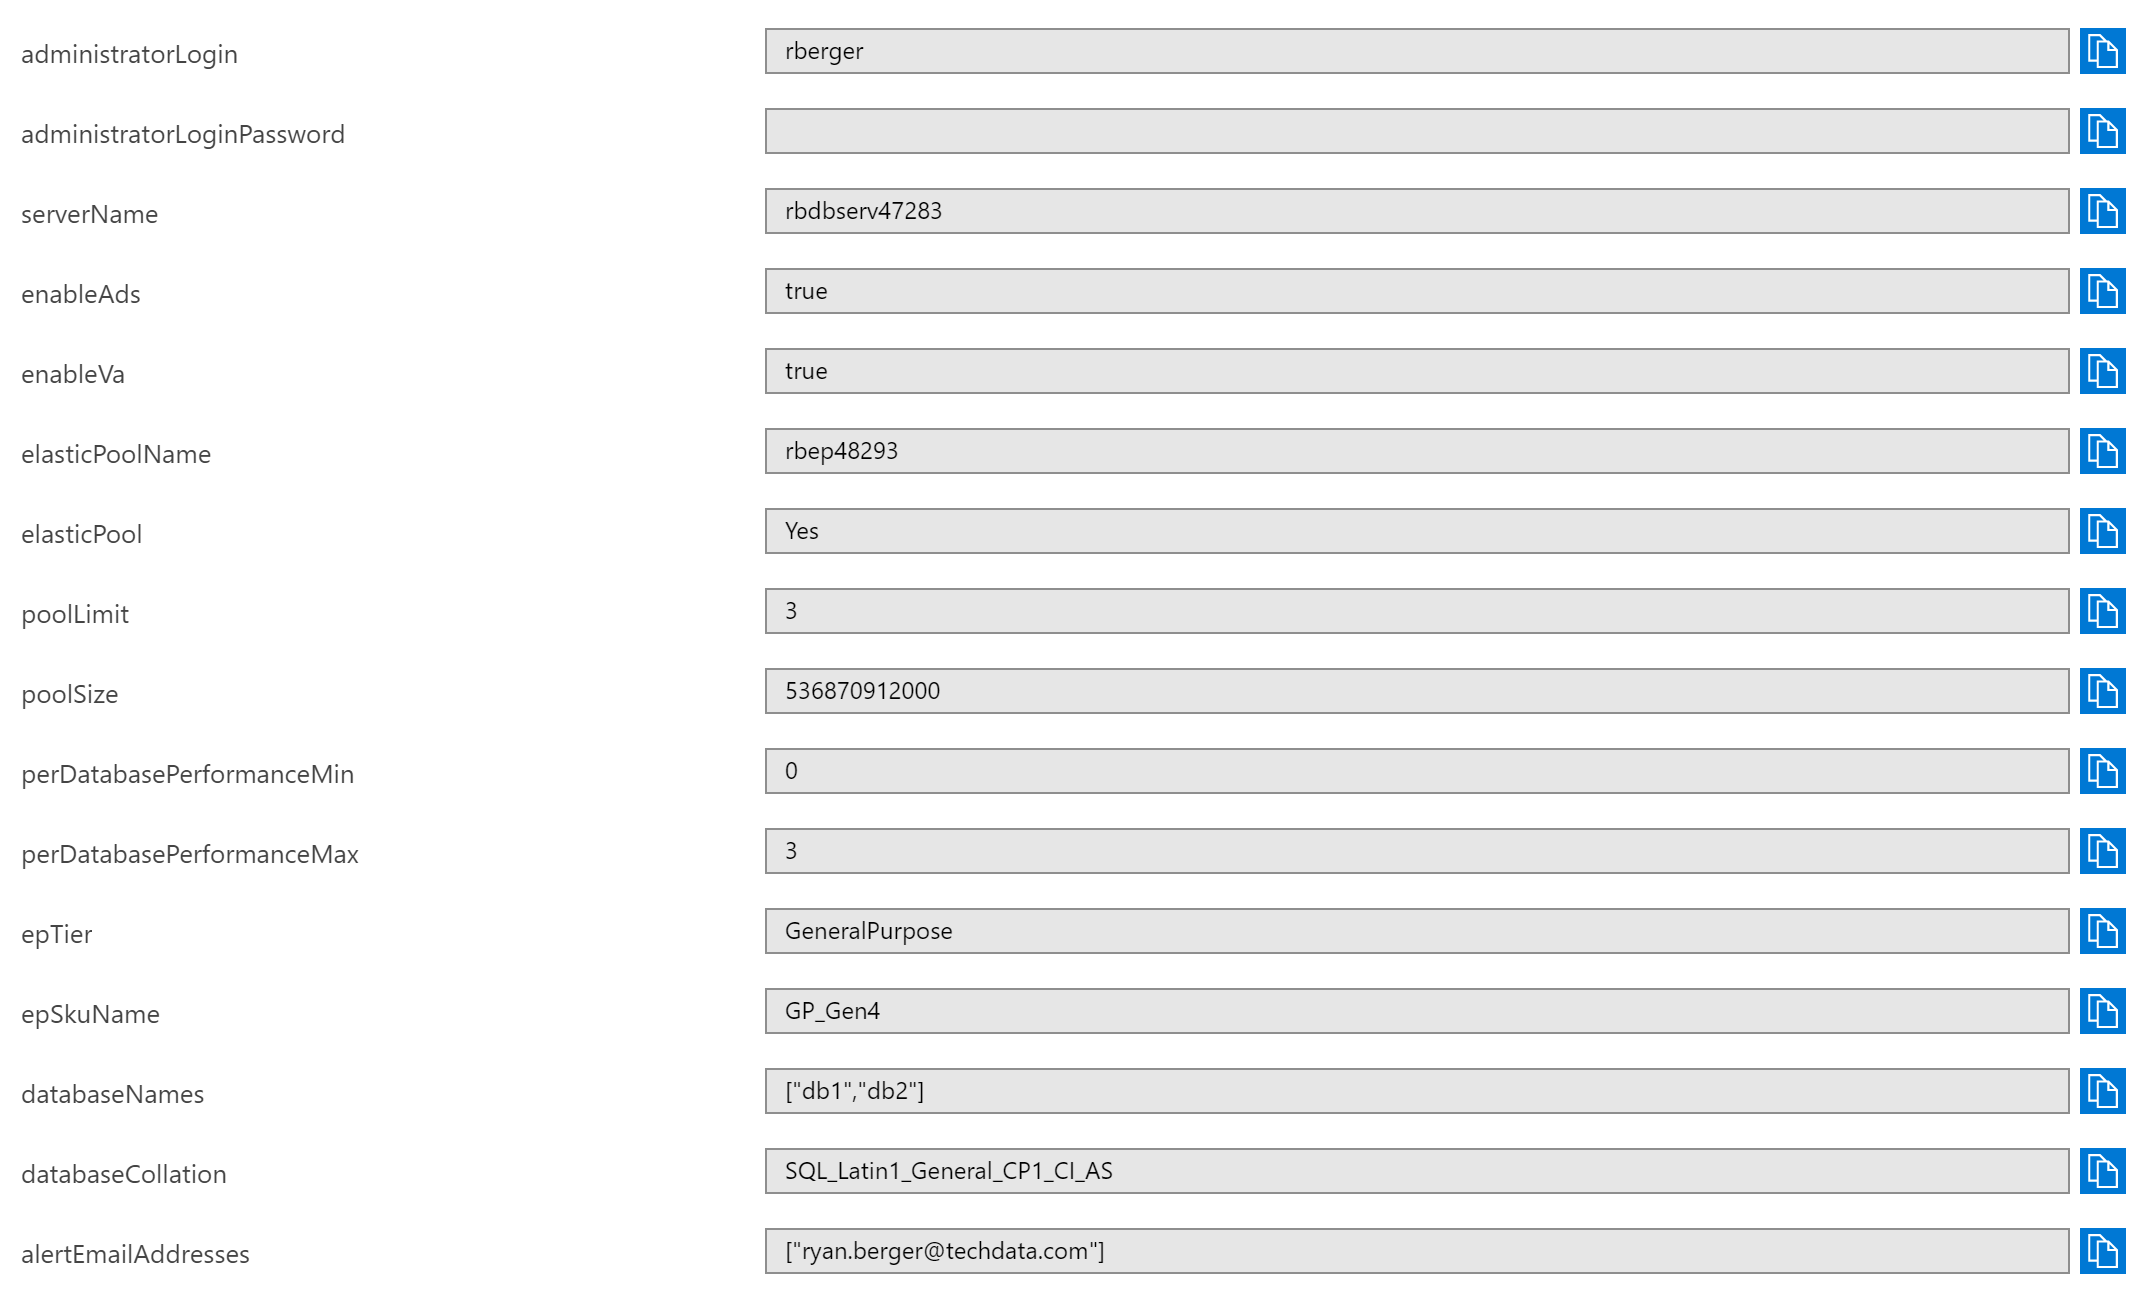 administratorLogin rberger
administratorLoginPassword
serverName rbdbserv47283
enableAds true
enableVa true
elasticPoolName rbep48293
elasticPool Yes
poolLimit 3
poolSize 536870912000
perDatabasePerformanceMin 0
perDatabasePerformanceMax 3
epTier GeneralPurpose
epSkuName GP_Gen4
databaseNames ["db1","db2"]
databaseCollation SQL_Latin1_General_CP1_CI_AS
alertEmailAddresses ["ryan.berger@techdata.com"]